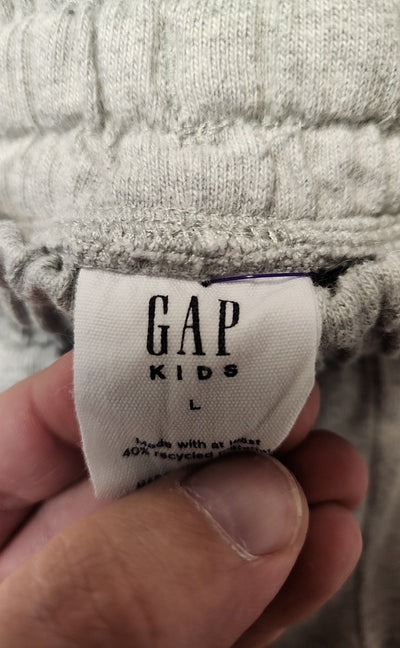 GAP
KIDS
L
Made with at least
40% recycled